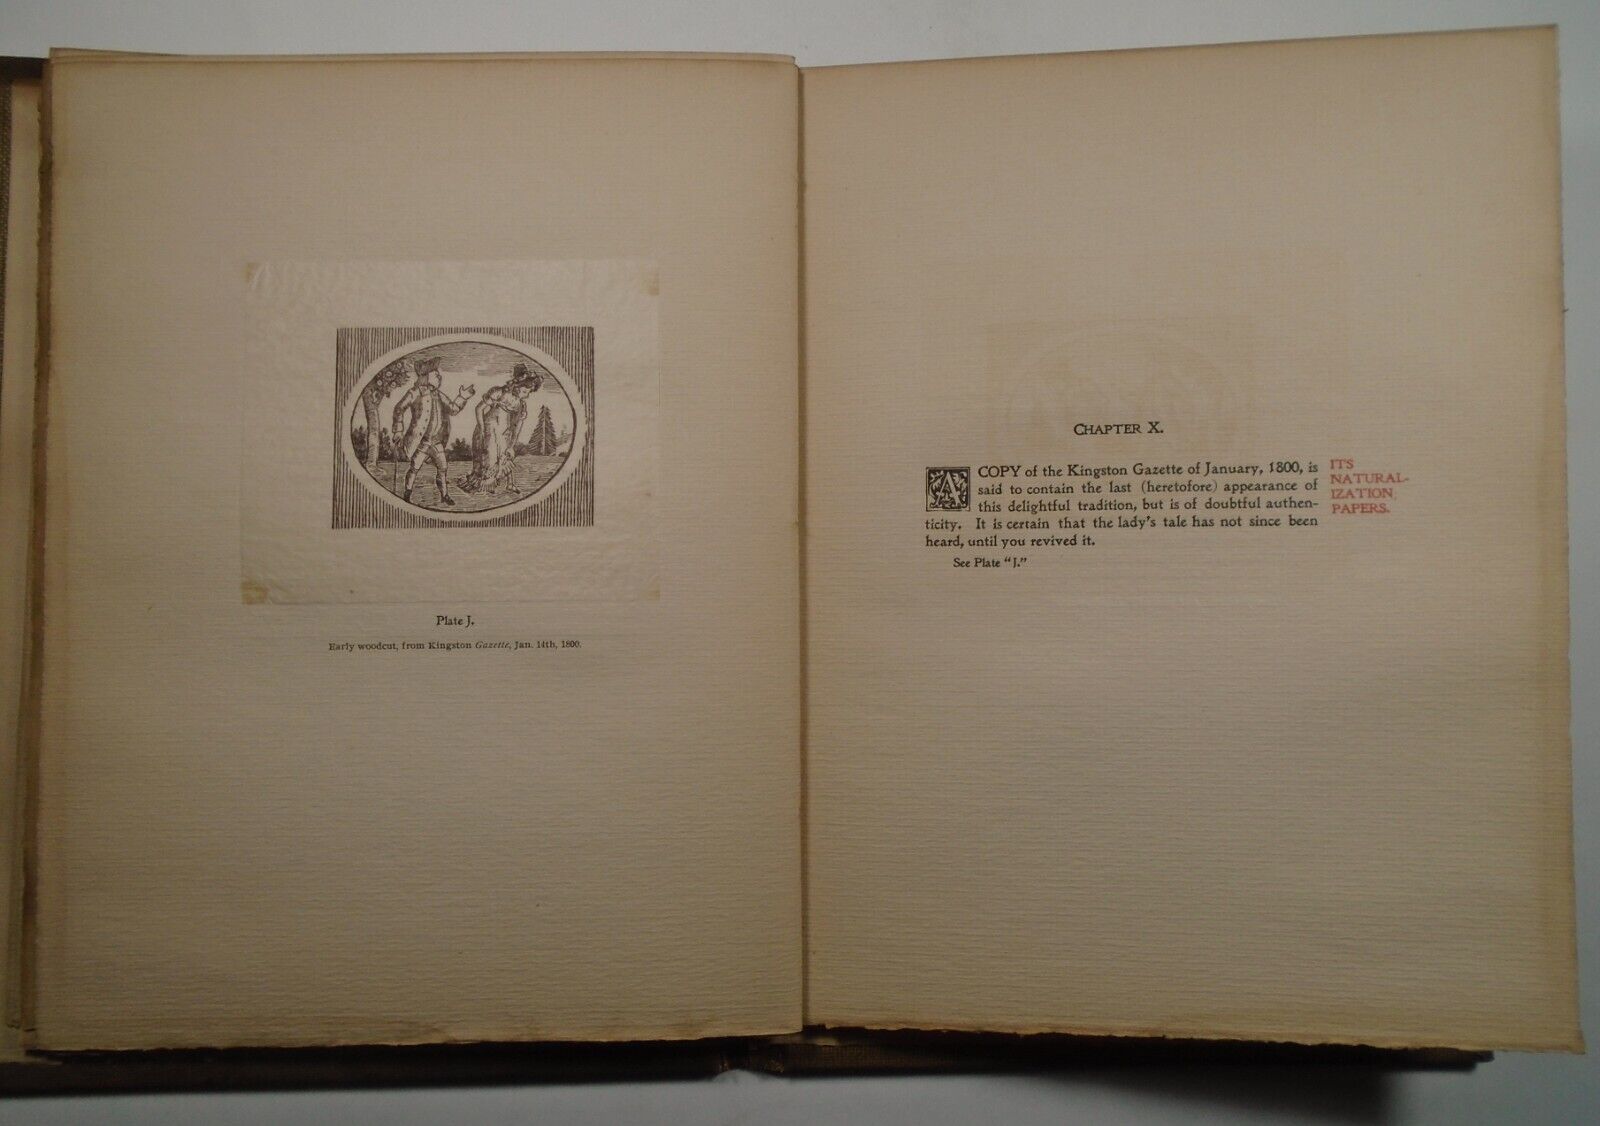 Plate J.
Early woodcut, from Kingston Gazette, Jan. 14th, 1800.
CHAPTER X.
A COPY of the Kingston Gazette of January, 1800, is
said to contain the last (heretofore) appearance of
this delightful tradition, but is of doubtful authen-
ticity. It is certain that the lady's tale has not since been
heard, until you revived it.
See Plate "J."
ITS
NATURAL-
IZATION
PAPERS.